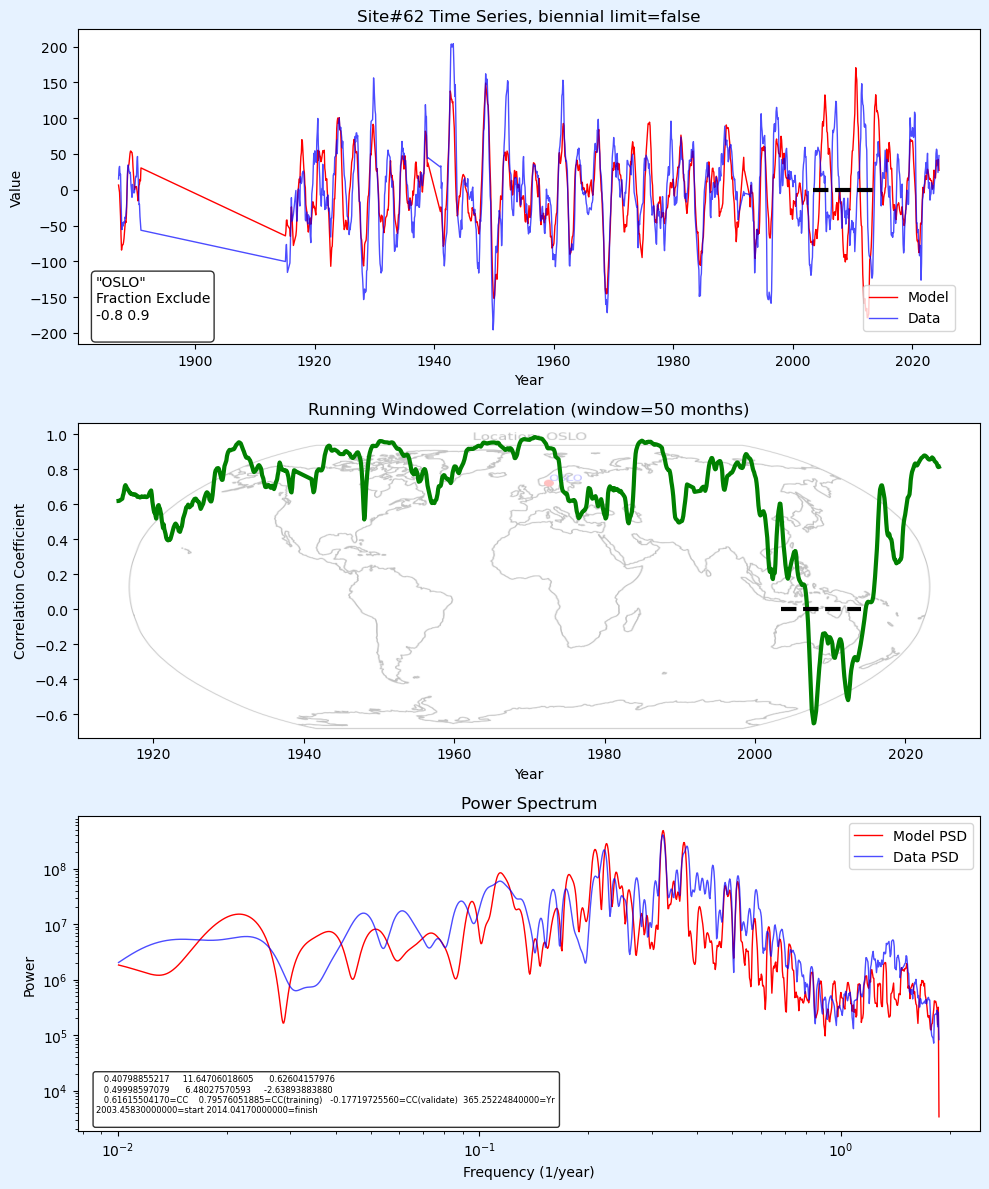 Site#62 Time Series, biennial limit=false
200
150
100
50
0
−50
−100
−150
−200
Value
"OSLO"
Fraction Exclude
-0.8 0.9
Model
Data
1900
1920
1940
1960
1980
2000
2020
Year
Running Windowed Correlation (window=50 months)
Location: OSLO
1.0
0.8
0.6
0.4
0.2
0.0
−0.2
−0.4
−0.6
Correlation Coefficient
1920
1940
1960
1980
2000
2020
Year
Power Spectrum
Model PSD
Data PSD
10^8
10^7
10^6
10^5
10^4
Power
0.40798855217 11.64706018605 0.62604157976
0.49998597079 6.48027570593 -2.63893883880
0.61615504170=CC 0.79576051885=CC(training) -0.17719725560=CC(validate) 365.25224840000=Yr
2003.45830000000=start 2014.04170000000=finish
10^−2
10^−1
10^0
Frequency (1/year)